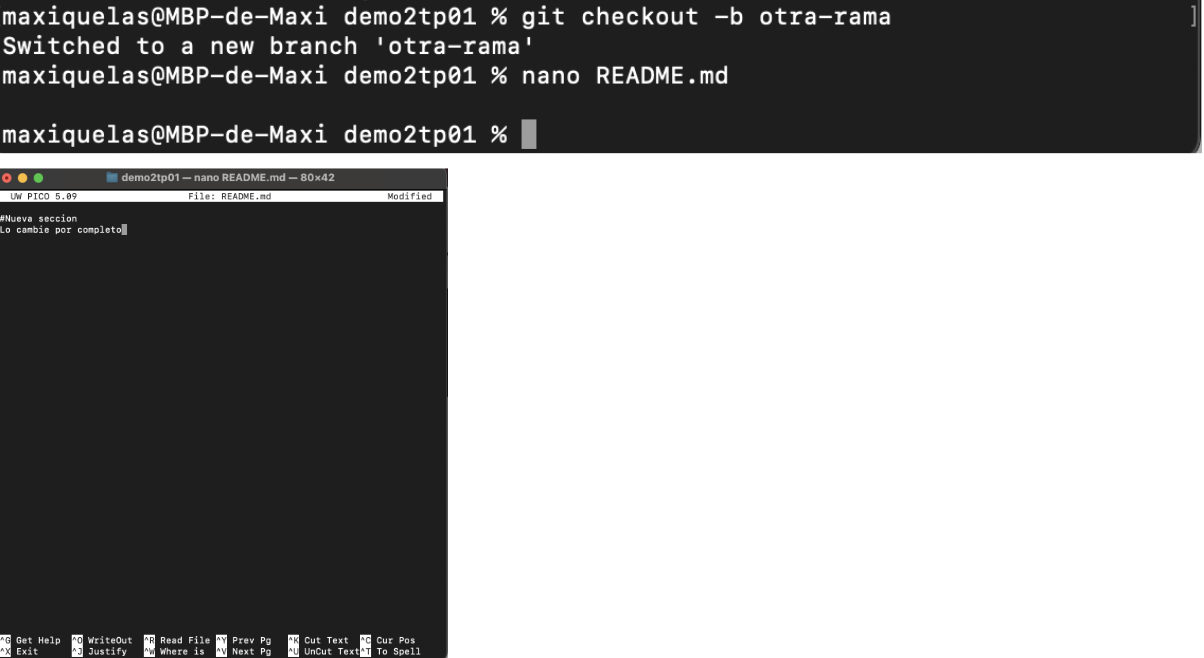 maxiquelas@MBP-de-Maxi demo2tp01 % git checkout -b otra-rama ]
Switched to a new branch 'otra-rama'
maxiquelas@MBP-de-Maxi demo2tp01 % nano README.md
maxiquelas@MBP-de-Maxi demo2tp01 %
demo2tp01 — nano README.md — 80×42
UW PICO 5.09 File: README.md Modified
#Nueva seccion
Lo cambie por completo
^G Get Help ^O WriteOut ^R Read File ^Y Prev Pg ^K Cut Text ^C Cur Pos
^X Exit ^J Justify ^W Where is ^V Next Pg ^U UnCut Text ^T To Spell